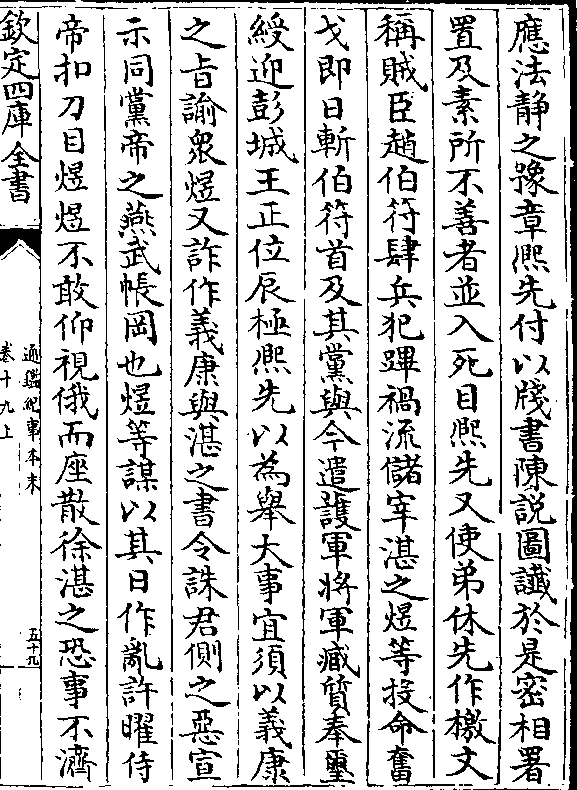 應法静之豫章熈先付以牋書陳説圖讖於是密相署
置及素所不善者並入死目熈先又使弟休先作檄文
稱賊臣趙伯符肆兵犯蹕禍流儲宰湛之煜等投命奮
戈即日斬伯符首及其黨與今遣護軍將軍臧質奉璽
綬迎彭城王正位辰極熈先以為舉大事宜須以義康
之旨諭衆煜又詐作義康與湛之書令誅君側之惡宣
示同黨帝之燕武帳岡也煜等謀以其日作亂許曜侍
帝扣刀目煜煜不敢仰視俄而座散徐湛之恐事不濟
欽定四庫全書
通鑑紀事本末
卷十九上
五十九